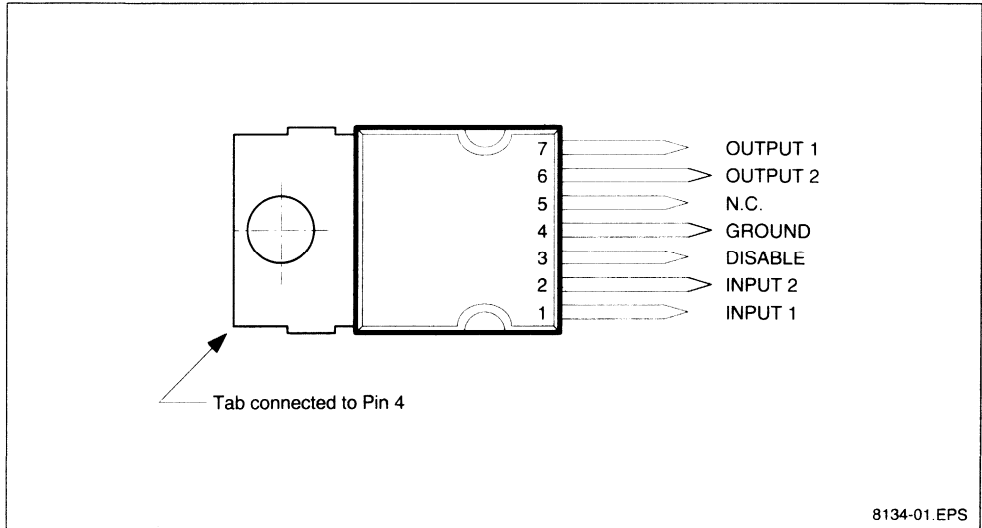 7 OUTPUT 1
6 OUTPUT 2
5 N.C.
4 GROUND
3 DISABLE
2 INPUT 2
1 INPUT 1
Tab connected to Pin 4
8134-01.EPS